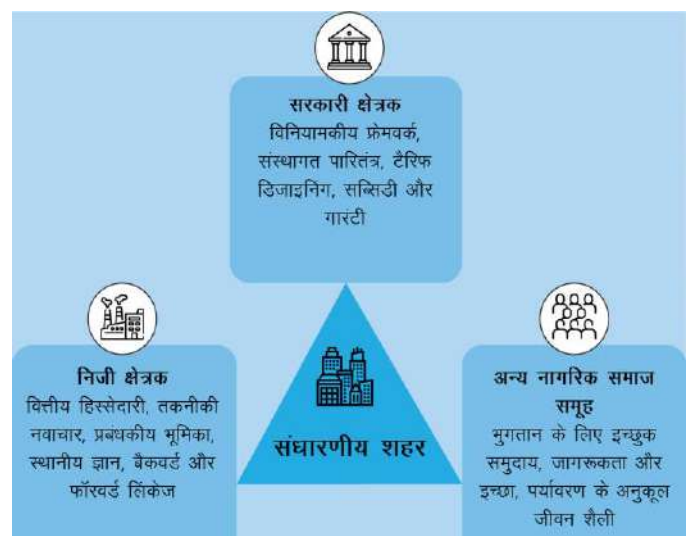 सरकारी क्षेत्रक
विनियामकीय फ्रेमवर्क,
संस्थागत पारितंत्र, टैरिफ
डिजाइनिंग, सब्सिडी और
गारंटी
निजी क्षेत्रक
वित्तीय हिस्सेदारी, तकनीकी
नवाचार, प्रबंधकीय भूमिका,
स्थानीय ज्ञान, बैकवर्ड और
फॉरवर्ड लिंकेज
संधारणीय शहर
अन्य नागरिक समाज
समूह
भुगतान के लिए इच्छुक
समुदाय, जागरूकता और
इच्छा, पर्यावरण के अनुकूल
जीवन शैली